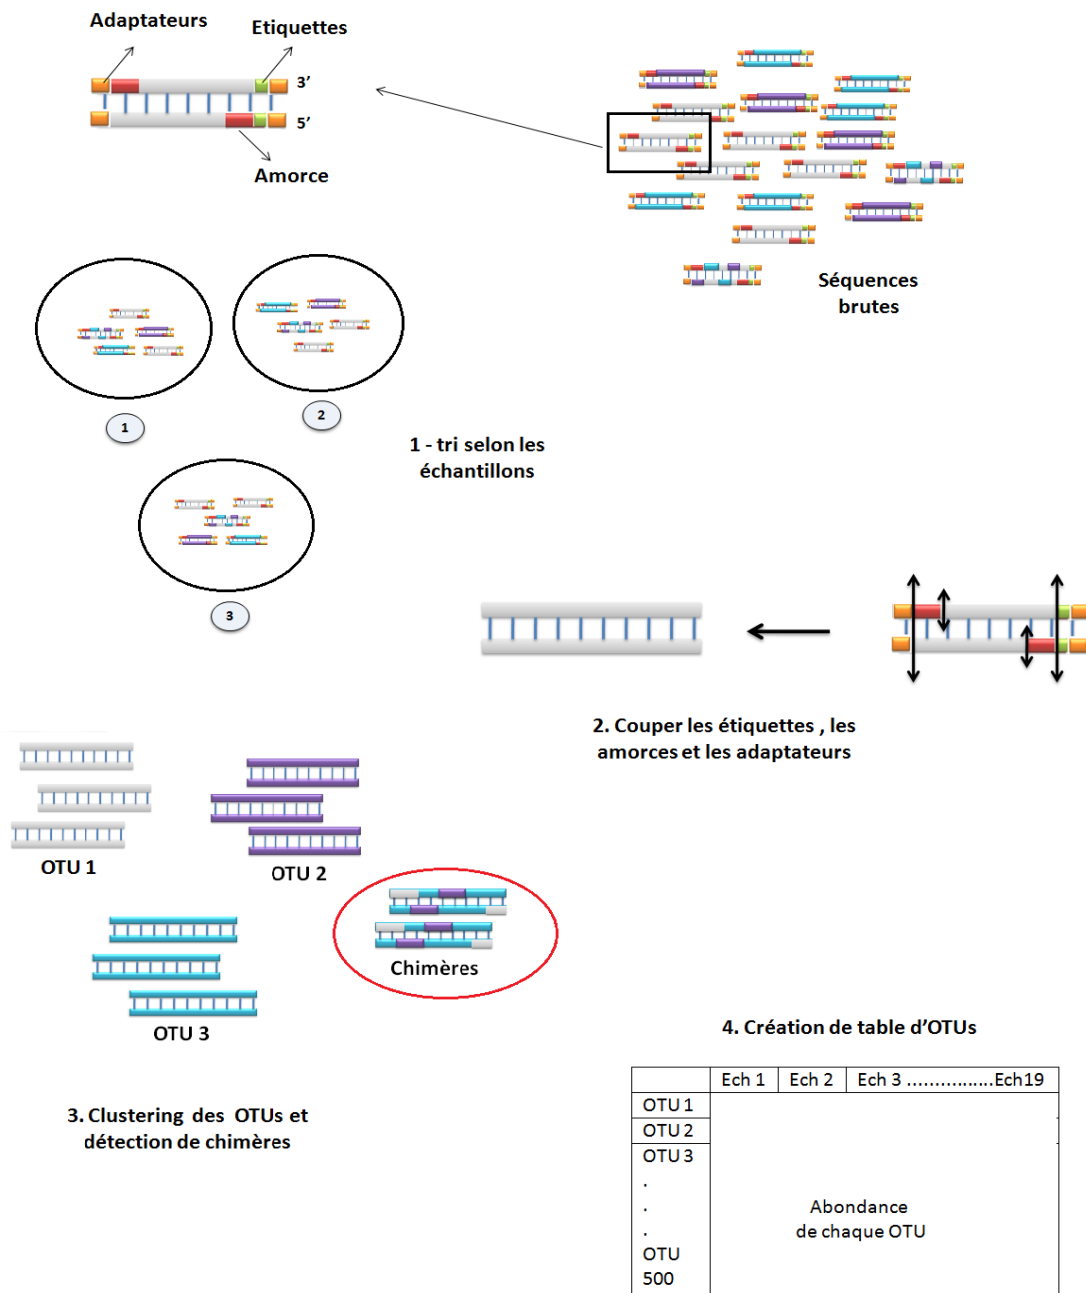 Adaptateurs
Etiquettes
3'
5'
Amorce
Séquences
brutes
1
2
1 - tri selon les
échantillons
3
2. Couper les étiquettes , les
amorces et les adaptateurs
OTU 1
OTU 2
Chimères
OTU 3
3. Clustering des OTUs et
détection de chimères
4. Création de table d'OTUs
Ech 1 Ech 2 Ech 3 ................Ech19
OTU 1
OTU 2
OTU 3
.
.
.
Abondance
de chaque OTU
OTU
500